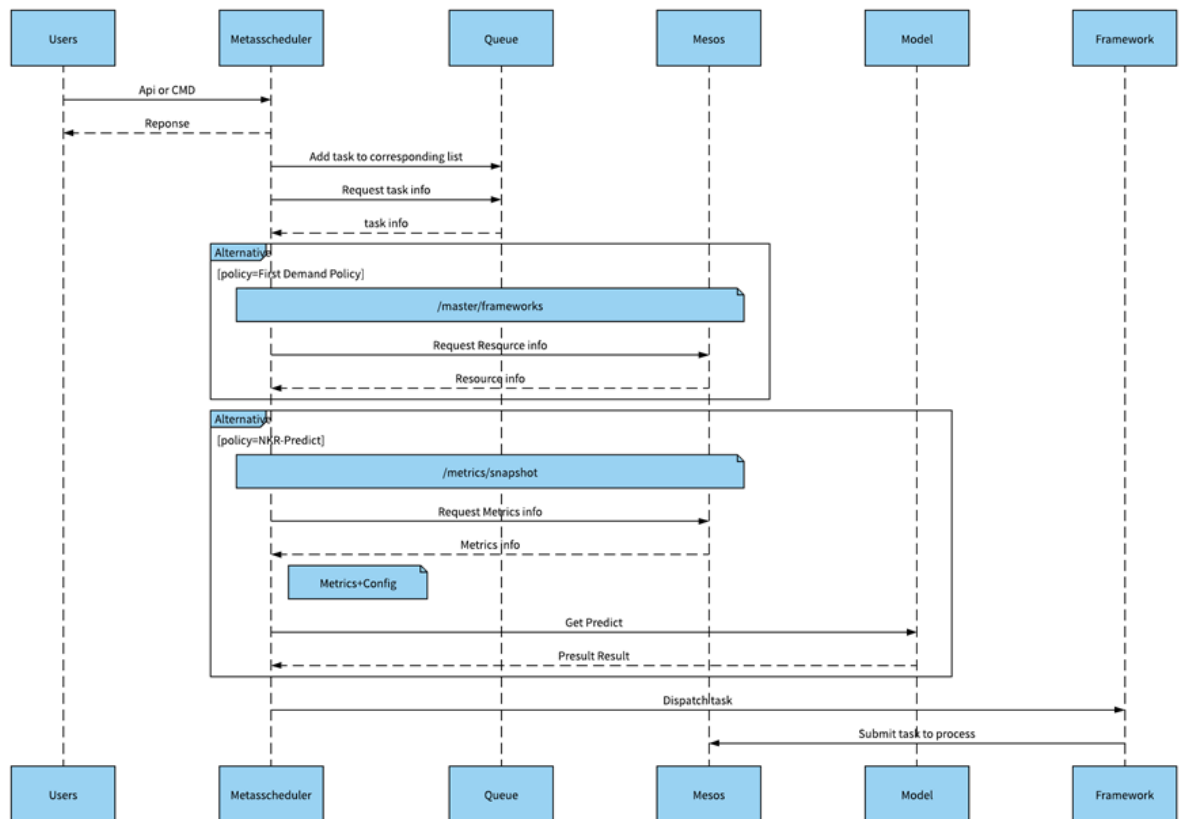 Users
Metasscheduler
Queue
Mesos
Model
Framework
Api or CMD
Reponse
Add task to corresponding list
Request task info
task info
Alternative
[policy=First Demand Policy]
/master/frameworks
Request Resource info
Resource info
Alternative
[policy=NKR-Predict]
/metrics/snapshot
Request Metrics info
Metrics info
Metrics+Config
Get Predict
Presult Result
Dispatch task
Submit task to process
Users
Metasscheduler
Queue
Mesos
Model
Framework